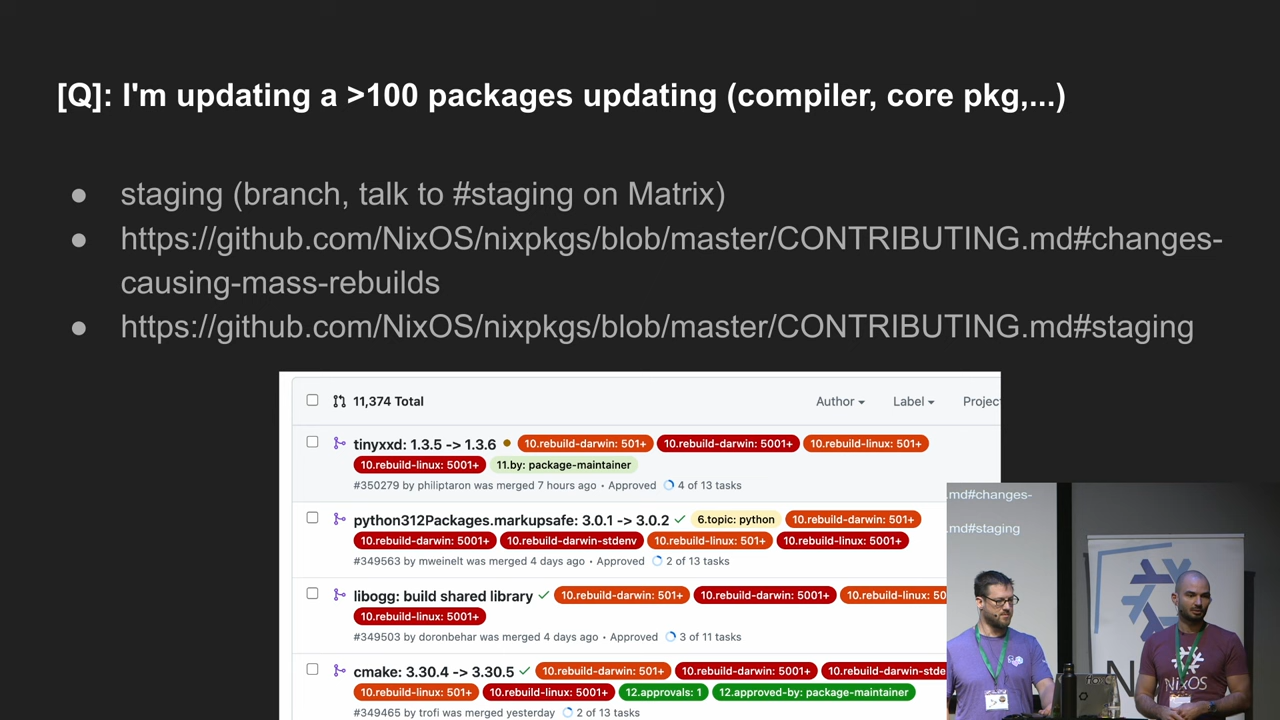 [Q]: I'm updating a >100 packages updating (compiler, core pkg,...)
● staging (branch, talk to #staging on Matrix)
● https://github.com/NixOS/nixpkgs/blob/master/CONTRIBUTING.md#changes-
causing-mass-rebuilds
● https://github.com/NixOS/nixpkgs/blob/master/CONTRIBUTING.md#staging
11,374 Total Author Label Projec
tinyxxd: 1.3.5 -> 1.3.6 10.rebuild-darwin: 501+ 10.rebuild-darwin: 5001+ 10.rebuild-linux: 501+
10.rebuild-linux: 5001+ 11.by: package-maintainer
#350279 by philiptaron was merged 7 hours ago • Approved 4 of 13 tasks
python312Packages.markupsafe: 3.0.1 -> 3.0.2 6.topic: python 10.rebuild-darwin: 501+
10.rebuild-darwin: 5001+ 10.rebuild-darwin-stdenv 10.rebuild-linux: 501+ 10.rebuild-linux: 5001+
#349563 by mweinelt was merged 4 days ago • Approved 2 of 13 tasks
libogg: build shared library 10.rebuild-darwin: 501+ 10.rebuild-darwin: 5001+ 10.rebuild-linux: 50
10.rebuild-linux: 5001+
#349503 by doronbehar was merged 4 days ago • Approved 3 of 11 tasks
cmake: 3.30.4 -> 3.30.5 10.rebuild-darwin: 501+ 10.rebuild-darwin: 5001+ 10.rebuild-darwin-stde
10.rebuild-linux: 501+ 10.rebuild-linux: 5001+ 12.approvals: 1 12.approved-by: package-maintainer
#349465 by trofi was merged yesterday 2 of 13 tasks
.md#changes-
.md#staging
N
NixOS